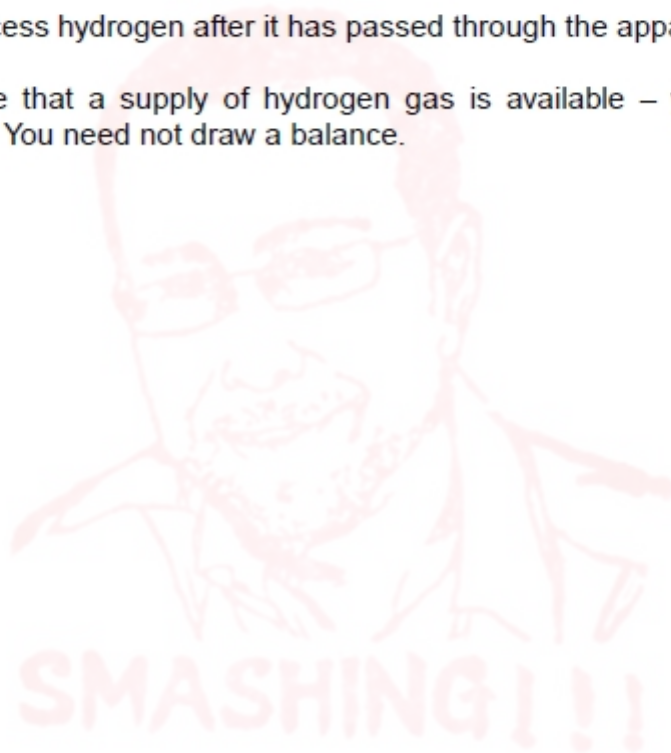 cess hydrogen after it has passed through the appa
e that a supply of hydrogen gas is available –
You need not draw a balance.
SMASHING!!!